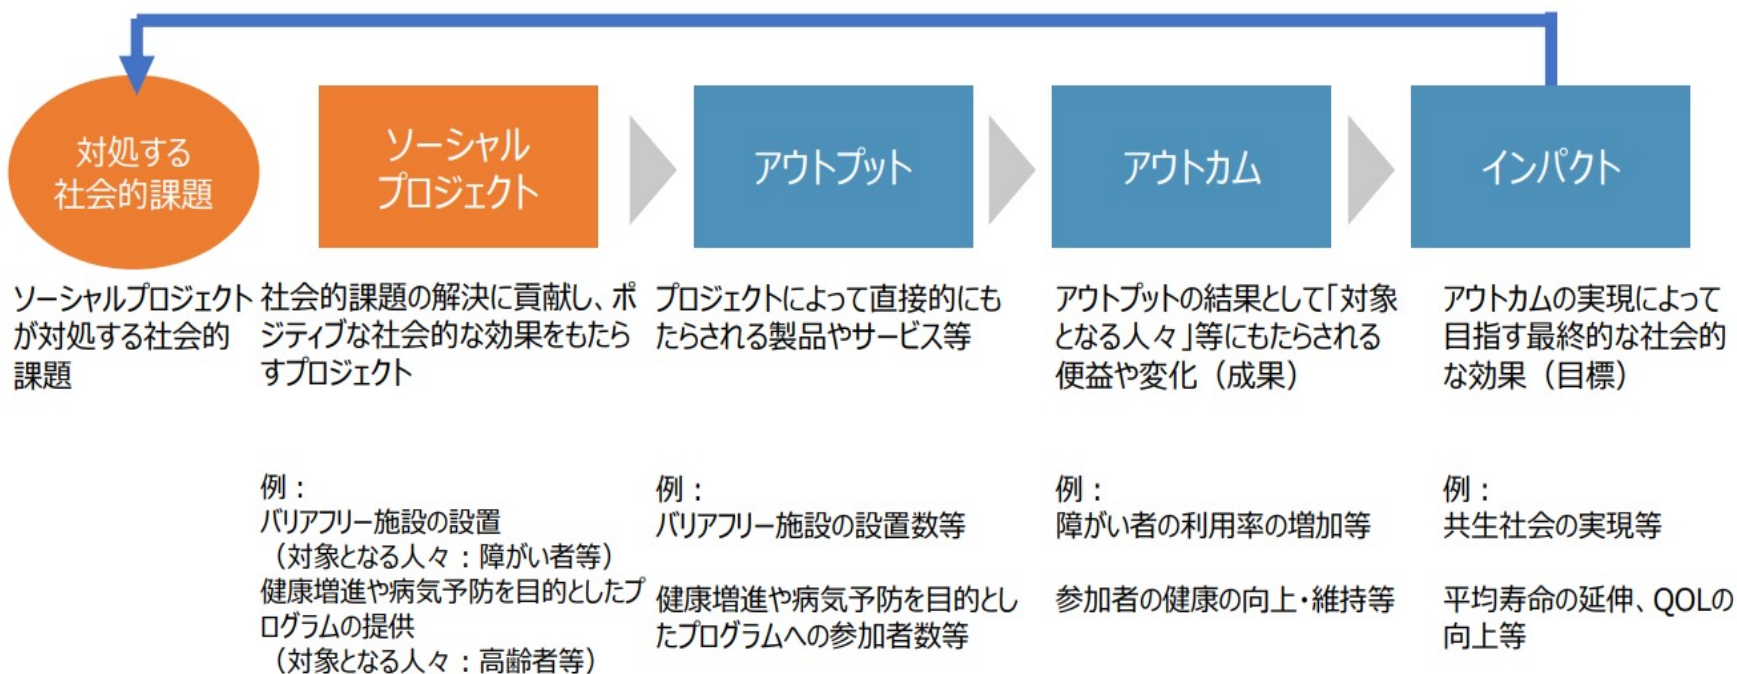 対処する
社会的課題
ソーシャル
プロジェクト
アウトプット
アウトカム
インパクト
ソーシャルプロジェクト
が対処する社会的
課題
社会的課題の解決に貢献し、ポ
ジティブな社会的な効果をもたら
すプロジェクト
プロジェクトによって直接的にも
たらされる製品やサービス等
アウトプットの結果として「対象
となる人々」等にもたらされる
便益や変化（成果）
アウトカムの実現によって
目指す最終的な社会的
な効果（目標）
例：
バリアフリー施設の設置
（対象となる人々：障がい者等）
健康増進や病気予防を目的としたプ
ログラムの提供
（対象となる人々：高齢者等）
例：
バリアフリー施設の設置数等
健康増進や病気予防を目的とし
たプログラムへの参加者数等
例：
障がい者の利用率の増加等
参加者の健康の向上・維持等
例：
共生社会の実現等
平均寿命の延伸、QOLの
向上等